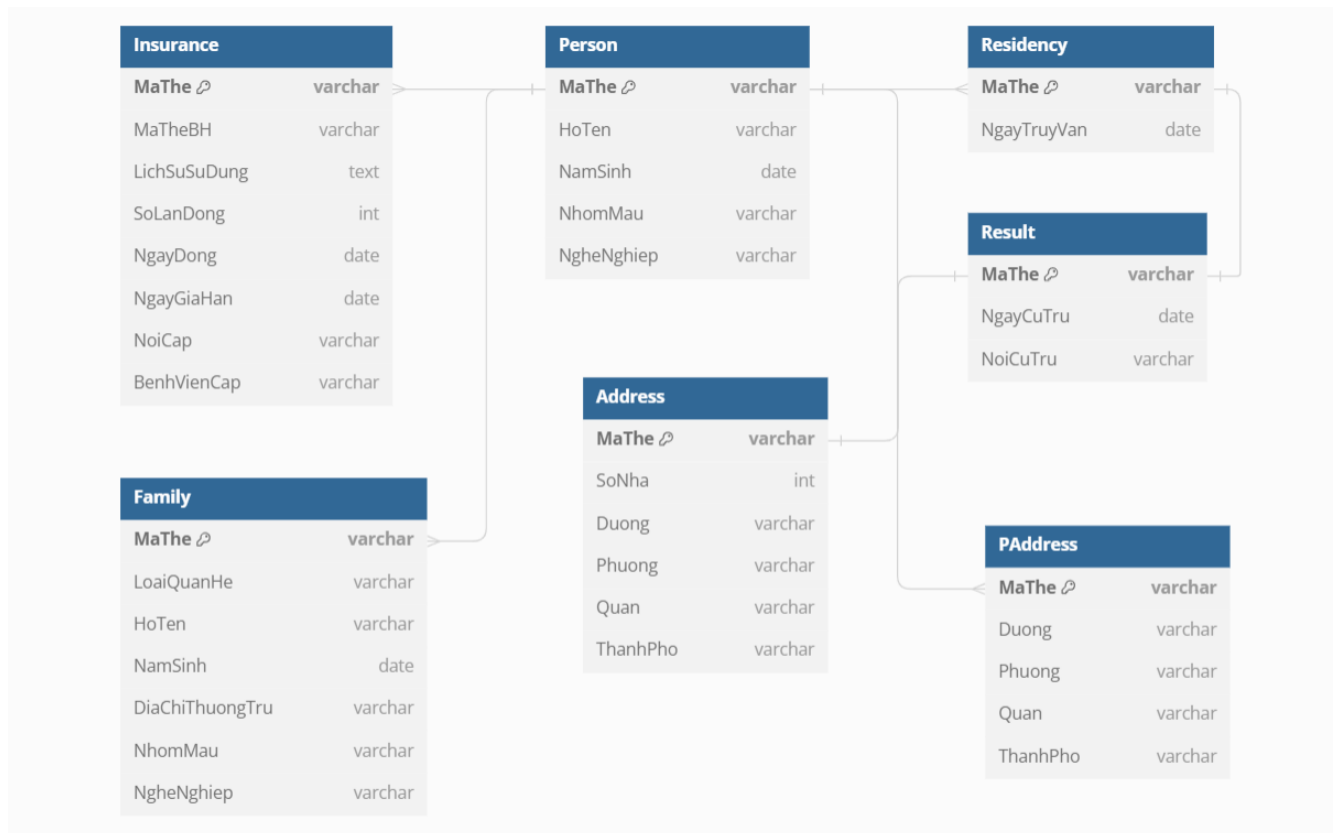 Insurance
MaThe varchar
MaTheBH varchar
LichSuSuDung text
SoLanDong int
NgayDong date
NgayGiaHan date
NoiCap varchar
BenhVienCap varchar
Person
MaThe varchar
HoTen varchar
NamSinh date
NhomMau varchar
NgheNghiep varchar
Residency
MaThe varchar
NgayTruyVan date
Result
MaThe varchar
NgayCuTru date
NoiCuTru varchar
Address
MaThe varchar
SoNha int
Duong varchar
Phuong varchar
Quan varchar
ThanhPho varchar
Family
MaThe varchar
LoaiQuanHe varchar
HoTen varchar
NamSinh date
DiaChiThuongTru varchar
NhomMau varchar
NgheNghiep varchar
PAddress
MaThe varchar
Duong varchar
Phuong varchar
Quan varchar
ThanhPho varchar